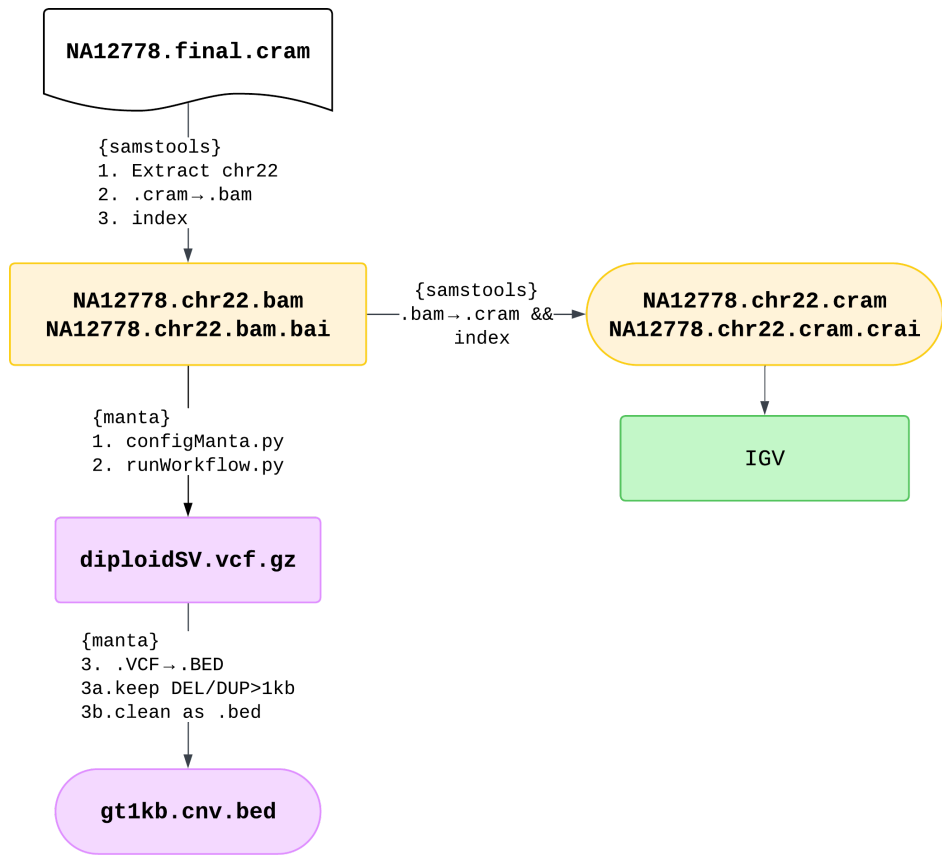 NA12778.final.cram
{samstools}
1. Extract chr22
2. .cram→.bam
3. index
NA12778.chr22.bam
NA12778.chr22.bam.bai
{samstools}
.bam→.cram &&
index
NA12778.chr22.cram
NA12778.chr22.cram.crai
IGV
{manta}
1. configManta.py
2. runWorkflow.py
diploidSV.vcf.gz
{manta}
3. .VCF→.BED
3a.keep DEL/DUP>1kb
3b.clean as .bed
gt1kb.cnv.bed